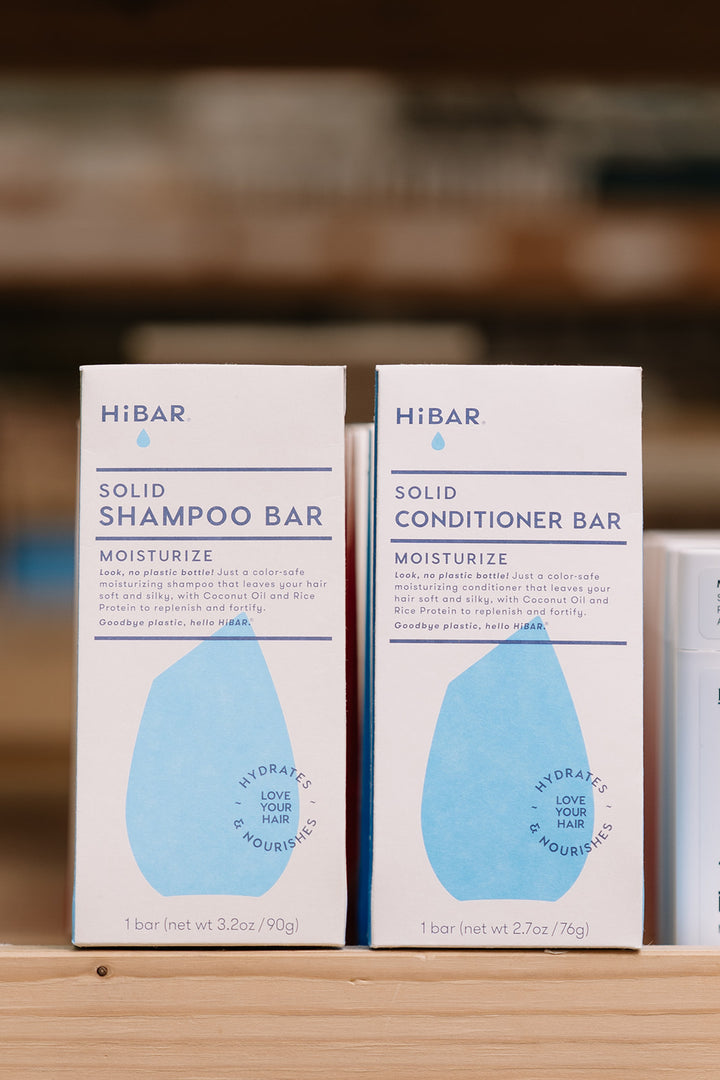 HiBAR®
SOLID
SHAMPOO BAR
MOISTURIZE
Look, no plastic bottle! Just a color-safe
moisturizing shampoo that leaves your hair
soft and silky, with Coconut Oil and Rice
Protein to replenish and fortify.
Goodbye plastic, hello HiBAR.®
HYDRATES
LOVE
YOUR
HAIR
& NOURISHES
1 bar (net wt 3.2oz /90g)
HiBAR®
SOLID
CONDITIONER BAR
MOISTURIZE
Look, no plastic bottle! Just a color-safe
moisturizing conditioner that leaves your
hair soft and silky, with Coconut Oil and
Rice Protein to replenish and fortify.
Goodbye plastic, hello HiBAR.®
HYDRATES
LOVE
YOUR
HAIR
& NOURISHES
1 bar (net wt 2.7oz /76g)